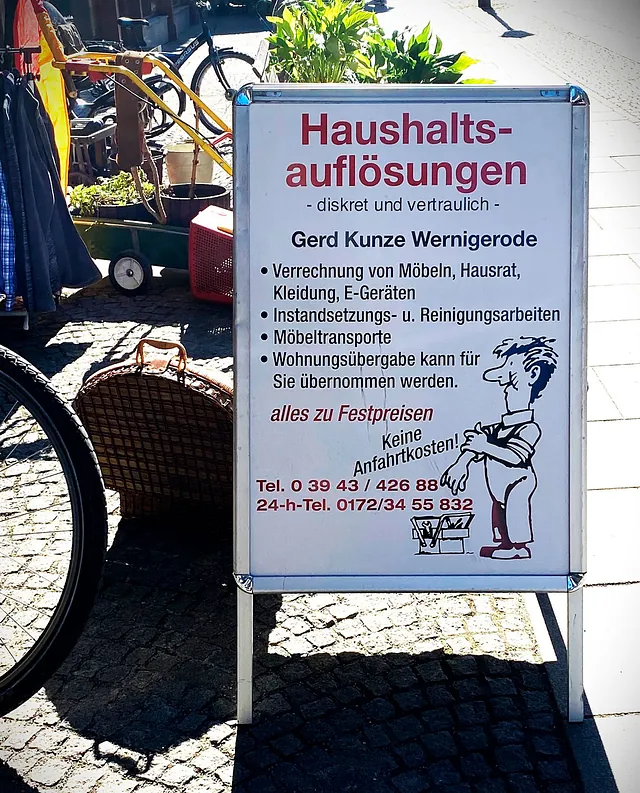 Haushalts-
auflösungen
- diskret und vertraulich -
Gerd Kunze Wernigerode
• Verrechnung von Möbeln, Hausrat,
Kleidung, E-Geräten
• Instandsetzungs- u. Reinigungsarbeiten
• Möbeltransporte
• Wohnungsübergabe kann für
Sie übernommen werden.
alles zu Festpreisen
Keine
Anfahrtkosten!
Tel. 0 39 43 / 426 88
24-h-Tel. 0172/34 55 832